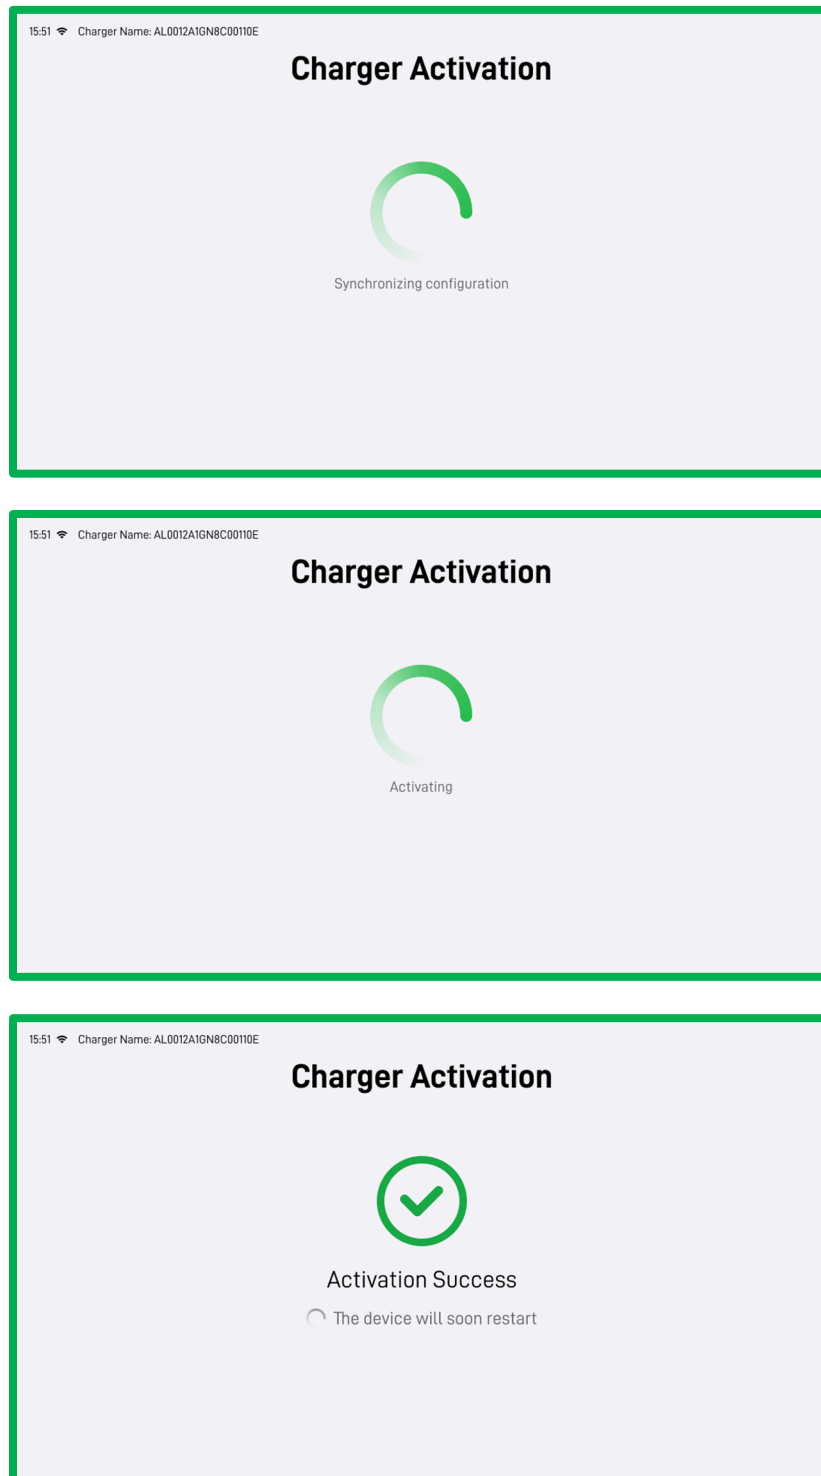 15:51 Charger Name: AL0012A1GN8C00110E
Charger Activation
Synchronizing configuration
15:51 Charger Name: AL0012A1GN8C00110E
Charger Activation
Activating
15:51 Charger Name: AL0012A1GN8C00110E
Charger Activation
Activation Success
The device will soon restart